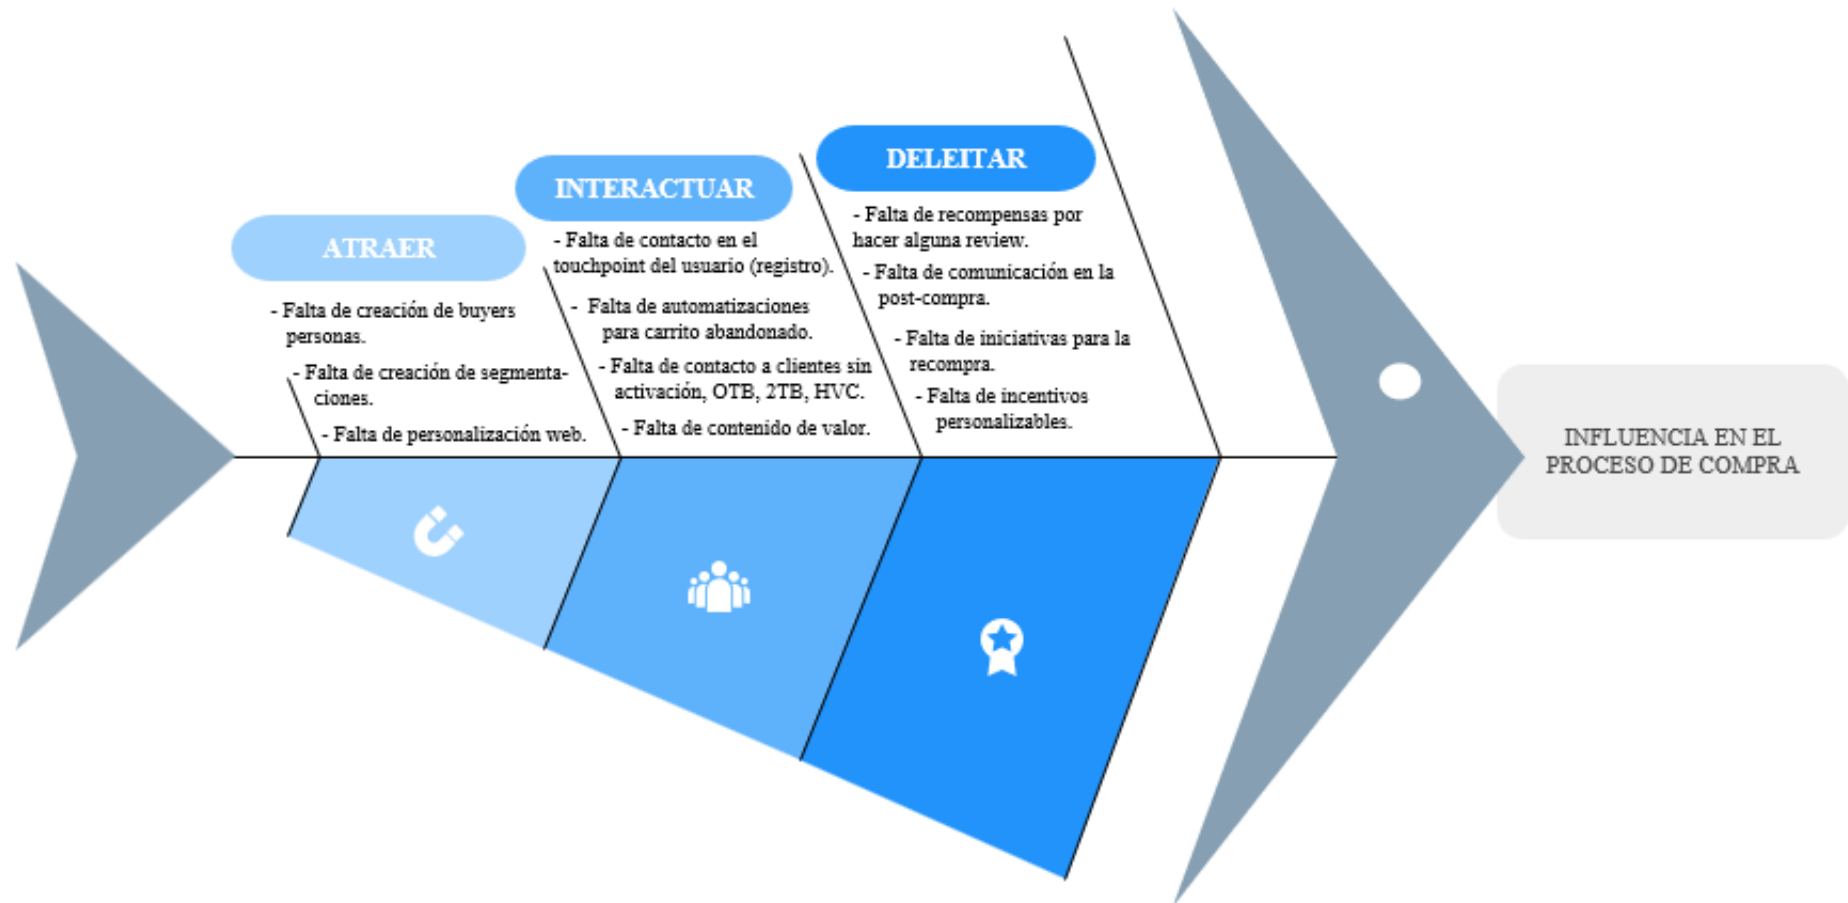 ATRAER
- Falta de creación de buyers
personas.
- Falta de creación de segmenta-
ciones.
- Falta de personalización web.
INTERACTUAR
- Falta de contacto en el
touchpoint del usuario (registro).
- Falta de automatizaciones
para carrito abandonado.
- Falta de contacto a clientes sin
activación, OTB, 2TB, HVC.
- Falta de contenido de valor.
DELEITAR
- Falta de recompensas por
hacer alguna review.
- Falta de comunicación en la
post-compra.
- Falta de iniciativas para la
recompra.
- Falta de incentivos
personalizables.
INFLUENCIA EN EL
PROCESO DE COMPRA